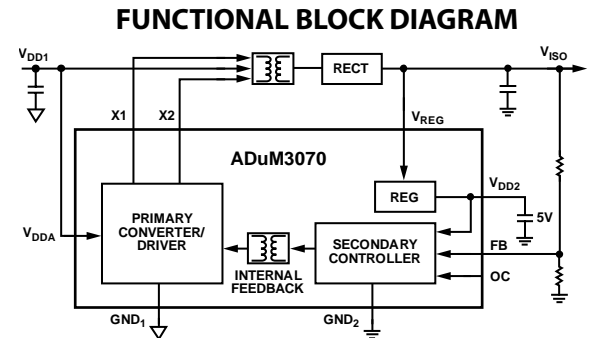 FUNCTIONAL BLOCK DIAGRAM
VDD1
RECT
VISO
X1
X2
VREG
ADuM3070
REG
VDD2
5V
PRIMARY
CONVERTER/
DRIVER
VDDA
INTERNAL
FEEDBACK
SECONDARY
CONTROLLER
FB
OC
GND1
GND2